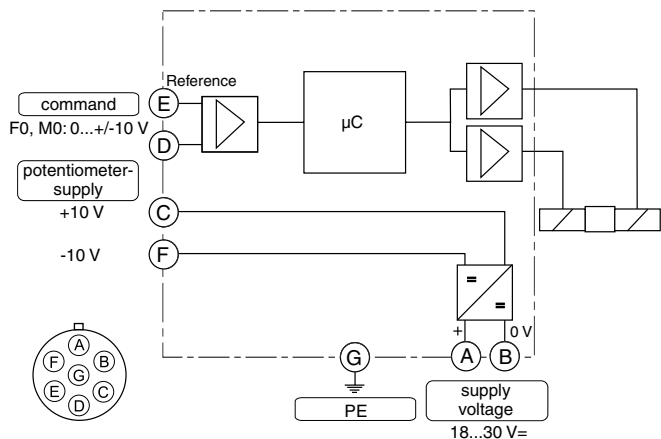 Reference
command
E
F0, M0: 0...+/-10 V
D
µC
potentiometer-
supply
+10 V
C
-10 V
F
=
=
+
0 V
G
A
B
PE
supply
voltage
18...30 V=
A
F
B
G
E
C
D